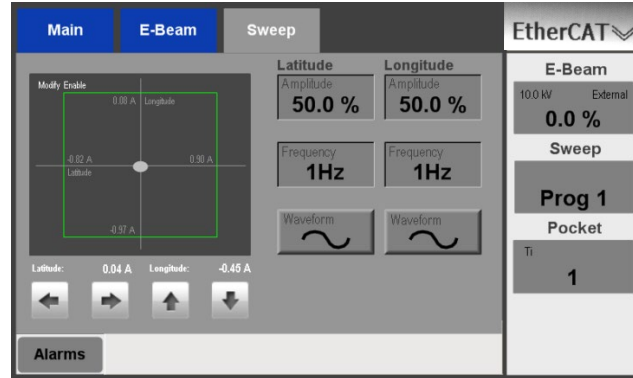 Main
E-Beam
Sweep
EtherCAT
Latitude
Longitude
Modify Enable
0.08 A
Longitude
-0.02 A
0.90 A
Latitude
-0.97 A
Amplitude
50.0 %
Amplitude
50.0 %
Frequency
1Hz
Frequency
1Hz
Waveform
Waveform
Latitude: 0.04 A Longitude: -0.45 A
E-Beam
10.0 kV External
0.0 %
Sweep
Prog 1
Pocket
Ti
1
Alarms